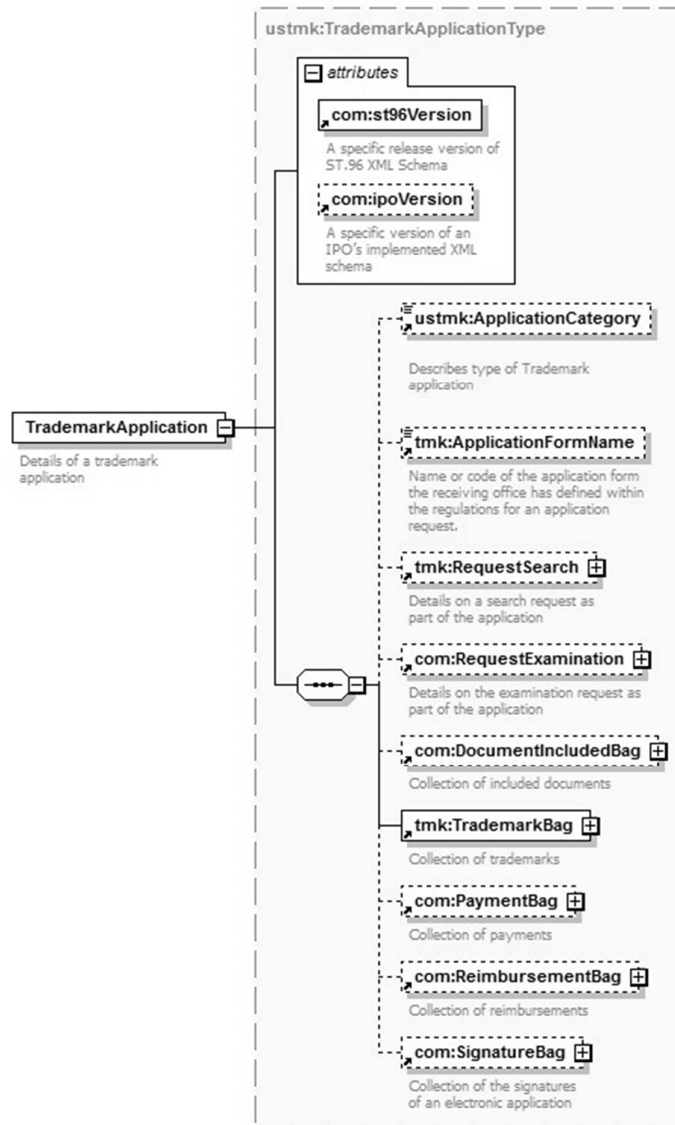 ustmk:TrademarkApplicationType
attributes
com:st96Version
A specific release version of
ST.96 XML Schema
com:ipoVersion
A specific version of an
IPO's implemented XML
schema
TrademarkApplication
Details of a trademark
application
ustmk:ApplicationCategory
Describes type of Trademark
application
tmk:ApplicationFormName
Name or code of the application form
the receiving office has defined within
the regulations for an application
request.
tmk:RequestSearch
Details on a search request as
part of the application
com:RequestExamination
Details on the examination request as
part of the application
com:DocumentIncludedBag
Collection of included documents
tmk:TrademarkBag
Collection of trademarks
com:PaymentBag
Collection of payments
com:ReimbursementBag
Collection of reimbursements
com:SignatureBag
Collection of the signatures
of an electronic application